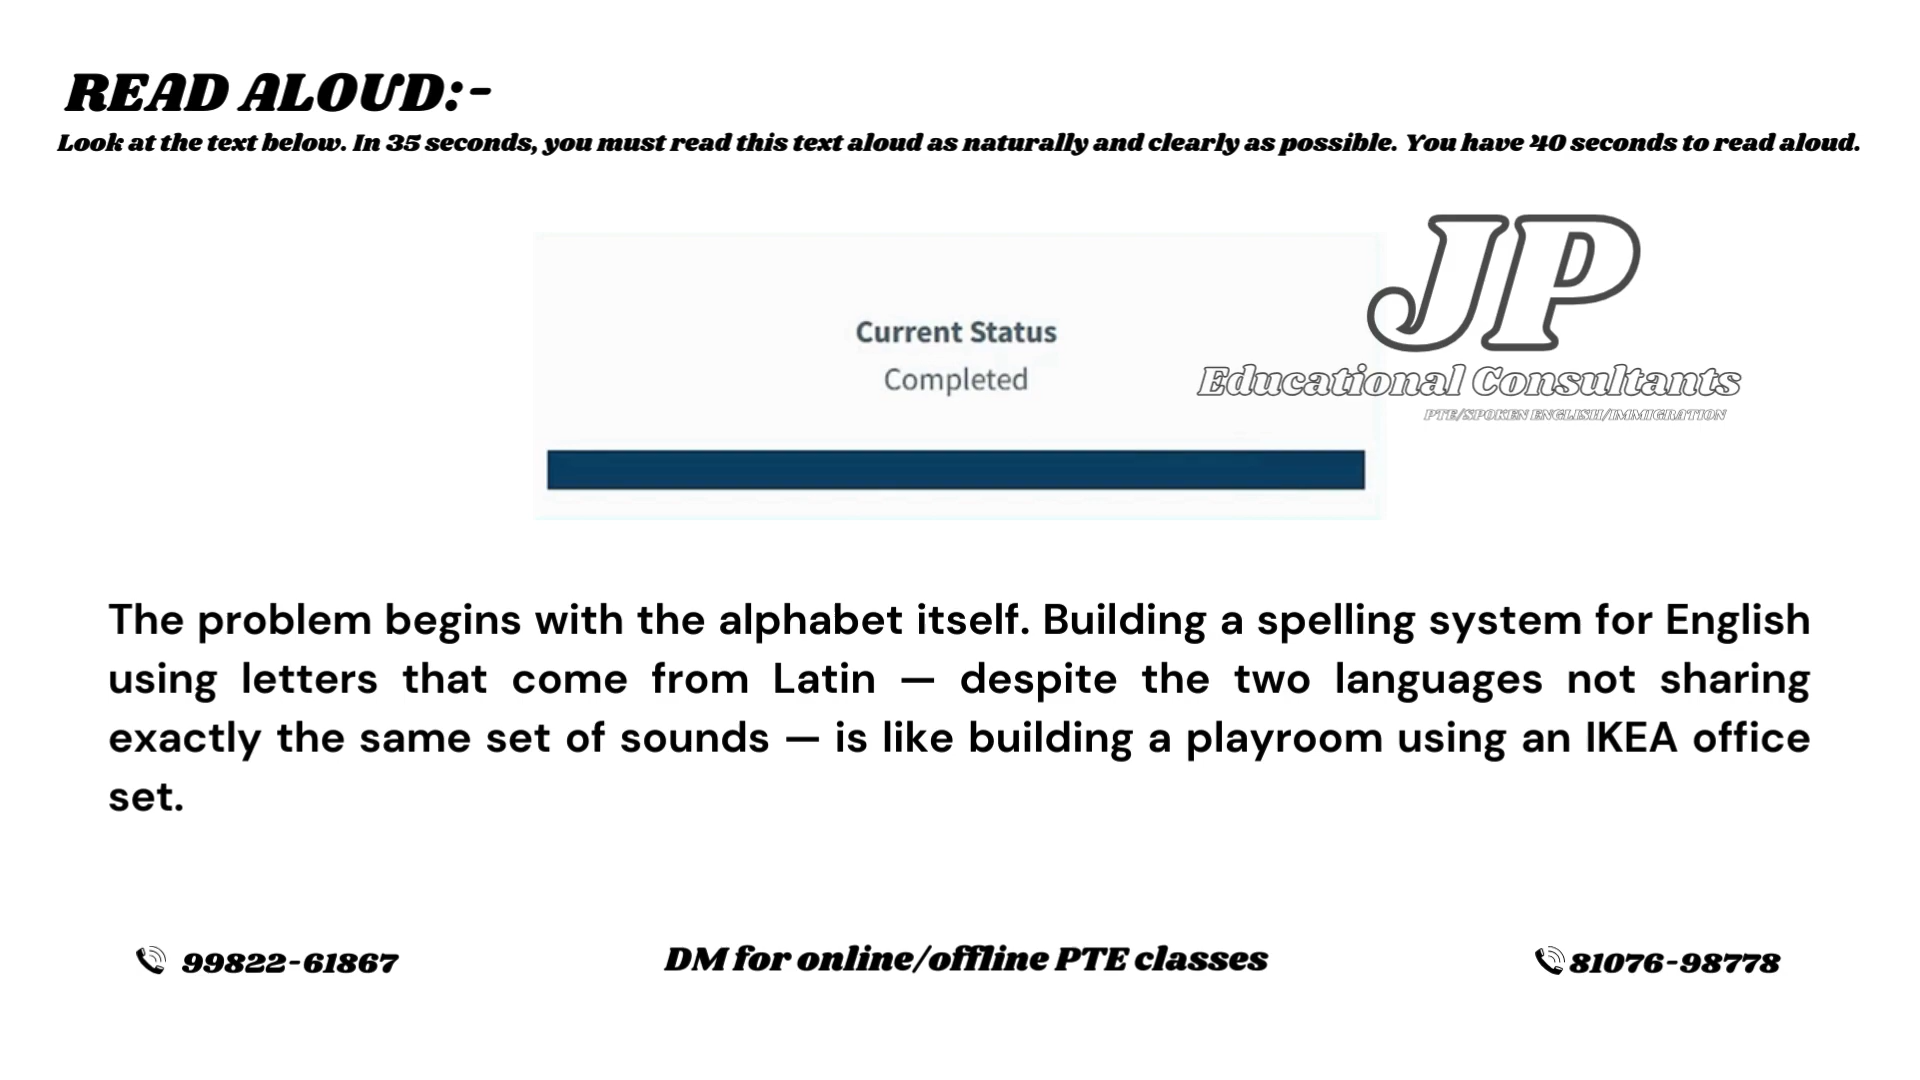 READ ALOUD:-
Look at the text below. In 35 seconds, you must read this text aloud as naturally and clearly as possible. You have 40 seconds to read aloud.
JP
Current Status
Completed
Educational Consultants
PTE/SPOKEN ENGLISH/IMMIGRATION
The problem begins with the alphabet itself. Building a spelling system for English
using letters that come from Latin — despite the two languages not sharing
exactly the same set of sounds — is like building a playroom using an IKEA office
set.
99822-61867
DM for online/offline PTE classes
81076-98778